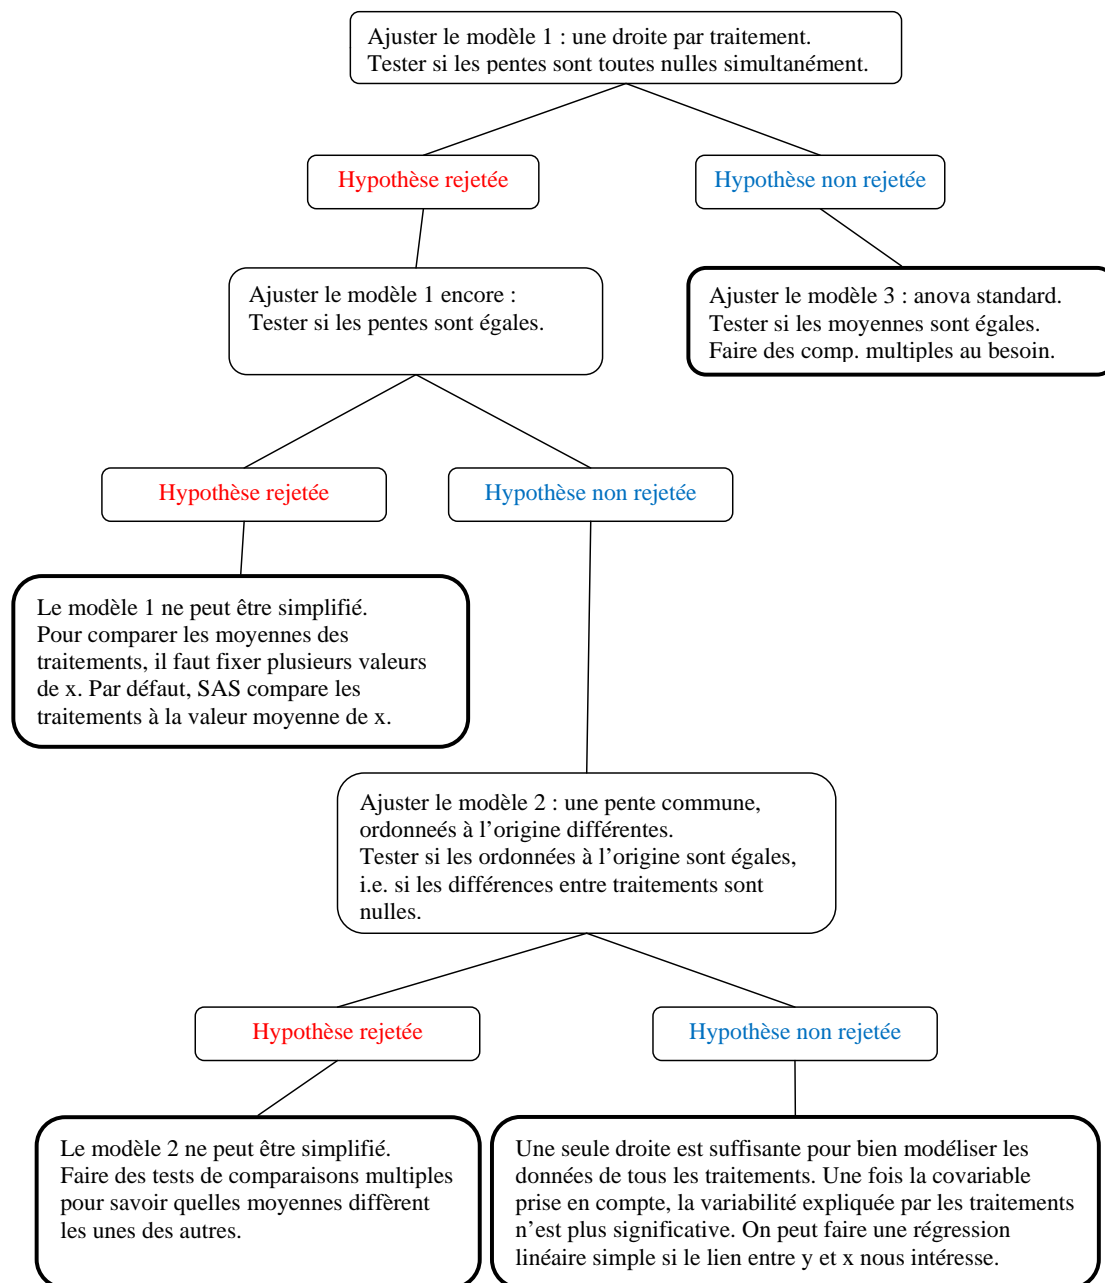 Ajuster le modèle 1 : une droite par traitement.
Tester si les pentes sont toutes nulles simultanément.
Hypothèse rejetée
Hypothèse non rejetée
Ajuster le modèle 1 encore :
Tester si les pentes sont égales.
Ajuster le modèle 3 : anova standard.
Tester si les moyennes sont égales.
Faire des comp. multiples au besoin.
Hypothèse rejetée
Hypothèse non rejetée
Le modèle 1 ne peut être simplifié.
Pour comparer les moyennes des
traitements, il faut fixer plusieurs valeurs
de x. Par défaut, SAS compare les
traitements à la valeur moyenne de x.
Ajuster le modèle 2 : une pente commune,
ordonneés à l’origine différentes.
Tester si les ordonnées à l’origine sont égales,
i.e. si les différences entre traitements sont
nulles.
Hypothèse rejetée
Hypothèse non rejetée
Le modèle 2 ne peut être simplifié.
Faire des tests de comparaisons multiples
pour savoir quelles moyennes diffèrent
les unes des autres.
Une seule droite est suffisante pour bien modéliser les
données de tous les traitements. Une fois la covariable
prise en compte, la variabilité expliquée par les traitements
n’est plus significative. On peut faire une régression
linéaire simple si le lien entre y et x nous intéresse.